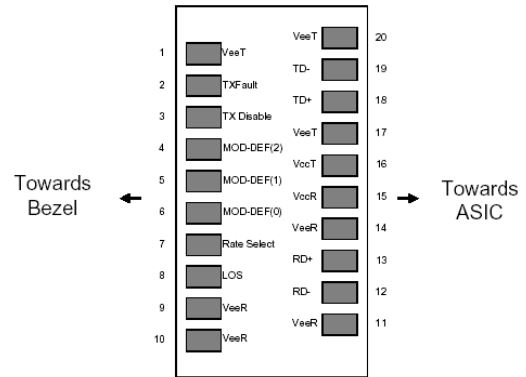 VeeT 20
1 VeeT
TD- 19
2 TXFault
TD+ 18
3 TX Disable
VeeT 17
4 MOD-DEF(2)
VccT 16
5 MOD-DEF(1)
VccR 15
6 MOD-DEF(0)
VeeR 14
7 Rate Select
RD+ 13
8 LOS
RD- 12
9 VeeR
VeeR 11
10 VeeR
Towards
Bezel
Towards
ASIC